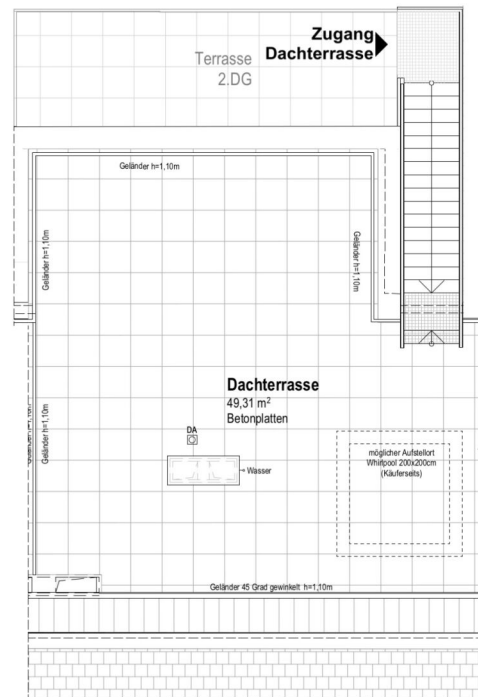 Zugang
Dachterrasse
Terrasse
2.DG
Geländer h=1,10m
Geländer h=1,10m
Geländer h=1,10m
Dachterrasse
49,31 m²
Betonplatten
DA
Wasser
möglicher Aufstellort
Whirlpool 200x200cm
(Käuferseits)
Geländer h=1,10m
Geländer h=1,10m
Geländer 45 Grad gewinkelt h=1,10m